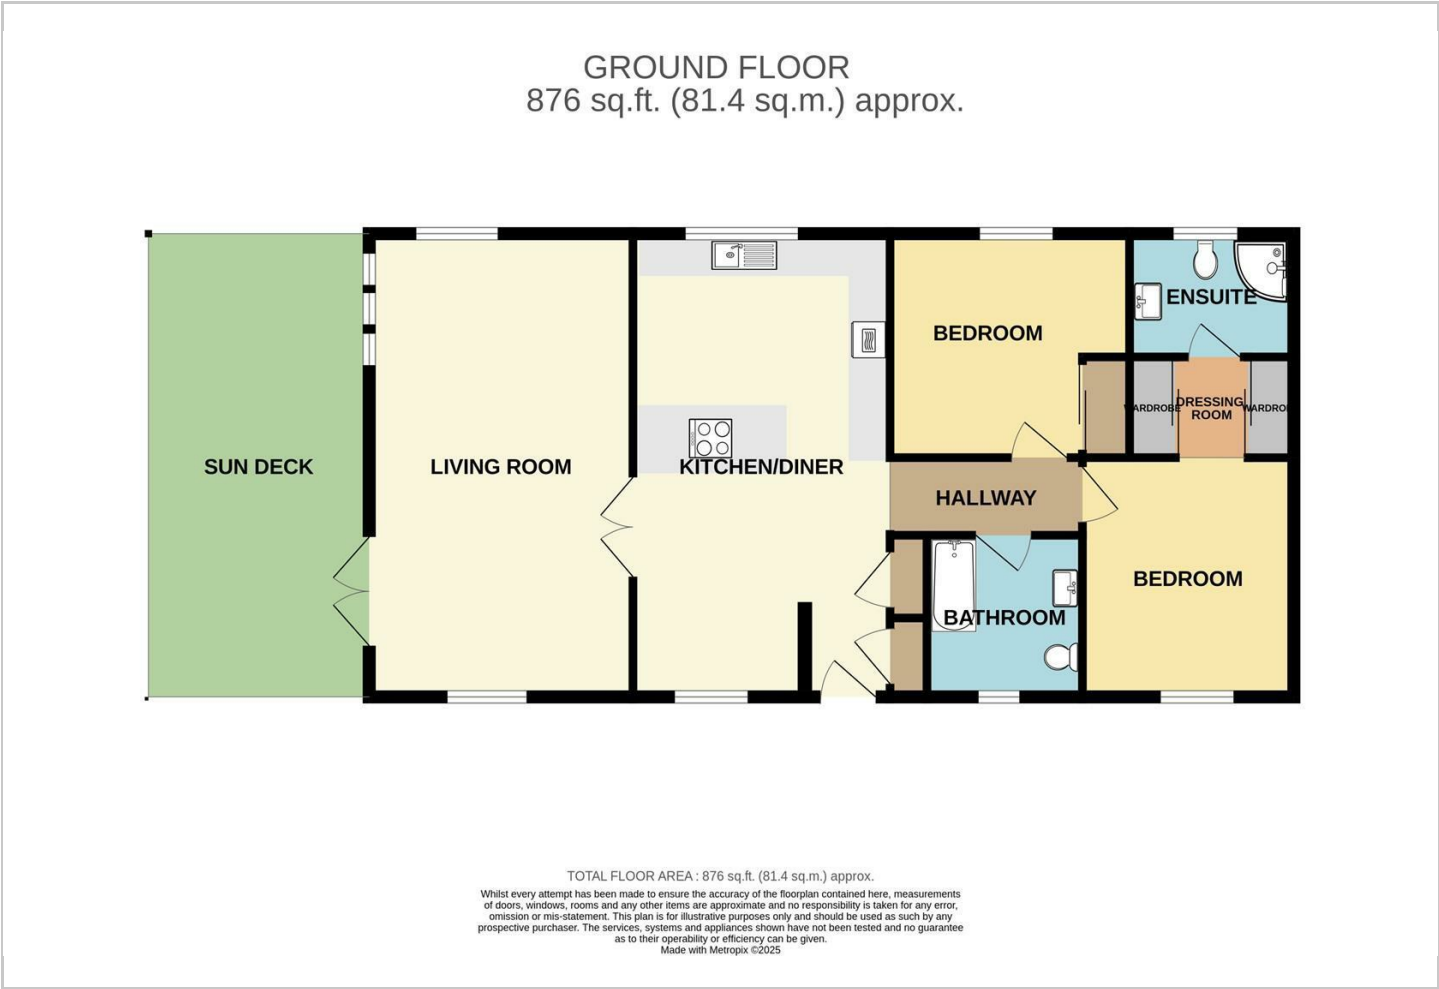 GROUND FLOOR
876 sq.ft. (81.4 sq.m.) approx.
ENSUITE
BEDROOM
WARDROBE
DRESSING
ROOM
SUN DECK
LIVING ROOM
KITCHEN/DINER
HALLWAY
BEDROOM
BATHROOM
TOTAL FLOOR AREA : 876 sq.ft. (81.4 sq.m.) approx.
Whilst every attempt has been made to ensure the accuracy of the floorplan contained here, measurements
of doors, windows, rooms and any other items are approximate and no responsibility is taken for any error,
omission or mis-statement. This plan is for illustrative purposes only and should be used as such by any
prospective purchaser. The services, systems and appliances shown have not been tested and no guarantee
as to their operability or efficiency can be given.
Made with Metropix ©2025